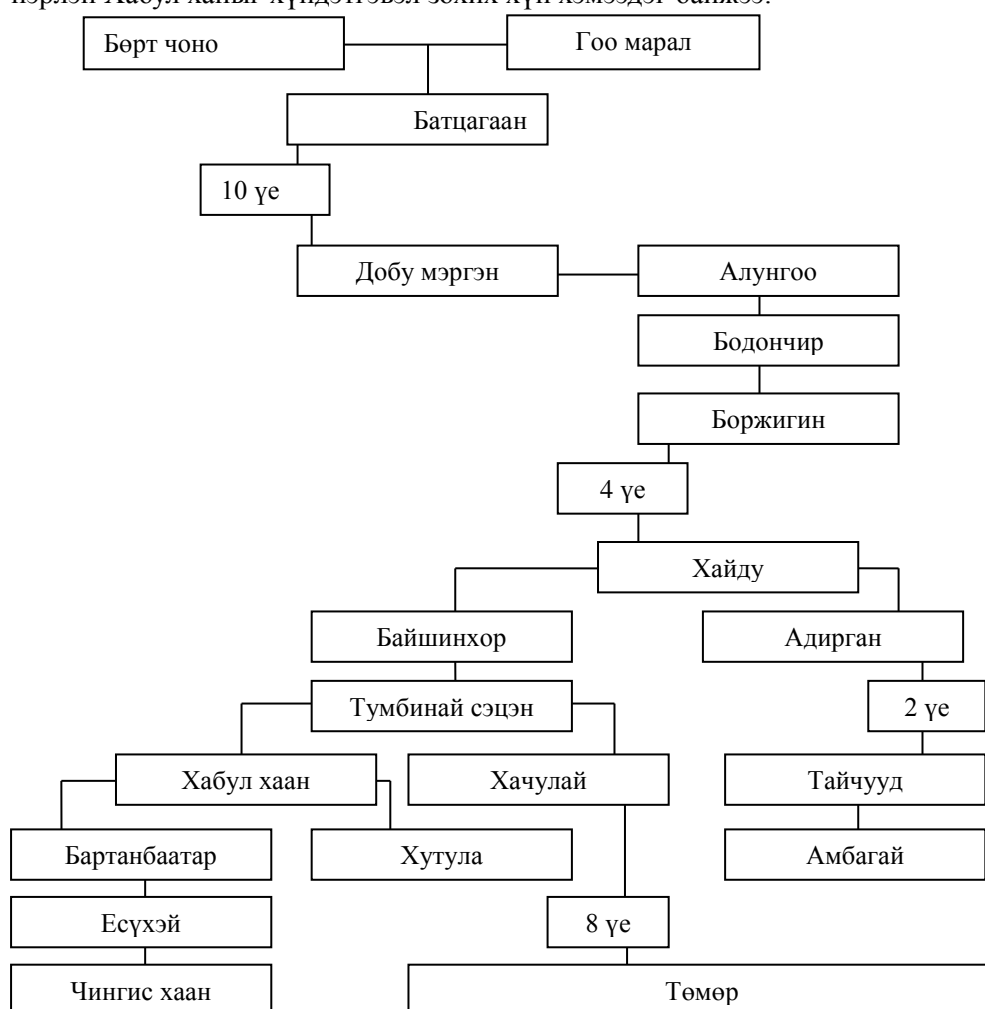 Бөрт чоно
Гоо марал
Батцагаан
10 үе
Добу мэргэн
Алунгоо
Бодончир
Боржигин
4 үе
Хайду
Байшинхор
Адирган
Тумбинай сэцэн
2 үе
Хабул хаан
Хачулай
Тайчууд
Бартанбаатар
Хутула
Амбагай
Есүхэй
8 үе
Чингис хаан
Төмөр